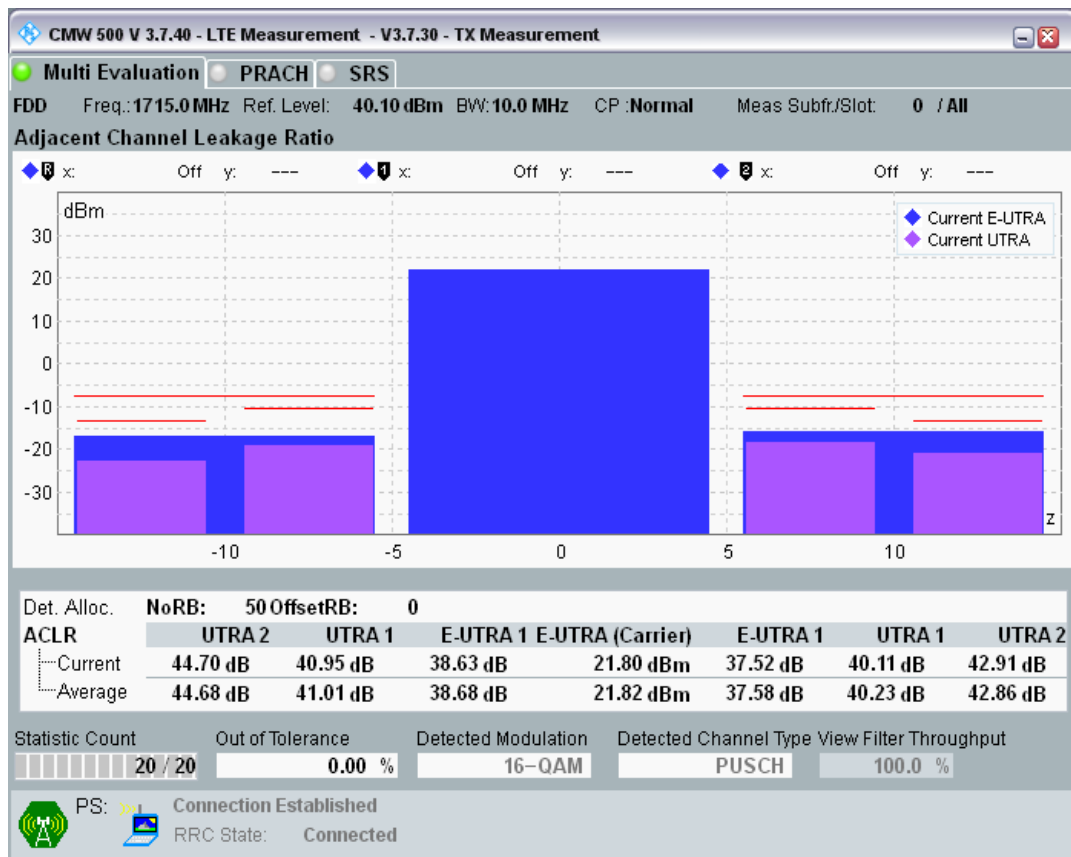 CMW 500 V 3.7.40 - LTE Measurement - V3.7.30 - TX Measurement
Multi Evaluation PRACH SRS
FDD Freq.:1715.0 MHz Ref. Level: 40.10 dBm BW:10.0 MHz CP :Normal Meas Subfr./Slot: 0 / All
Adjacent Channel Leakage Ratio
R x: Off y: --- 1 x: Off y: --- 2 x: Off y: ---
dBm
Current E-UTRA
Current UTRA
30
20
10
0
-10
-20
-30
z
-10 -5 0 5 10
Det. Alloc. NoRB: 50 OffsetRB: 0
ACLR UTRA 2 UTRA 1 E-UTRA 1 E-UTRA (Carrier) E-UTRA 1 UTRA 1 UTRA 2
Current 44.70 dB 40.95 dB 38.63 dB 21.80 dBm 37.52 dB 40.11 dB 42.91 dB
Average 44.68 dB 41.01 dB 38.68 dB 21.82 dBm 37.58 dB 40.23 dB 42.86 dB
Statistic Count Out of Tolerance Detected Modulation Detected Channel Type View Filter Throughput
20 / 20 0.00 % 16-QAM PUSCH 100.0 %
PS: Connection Established
RRC State: Connected